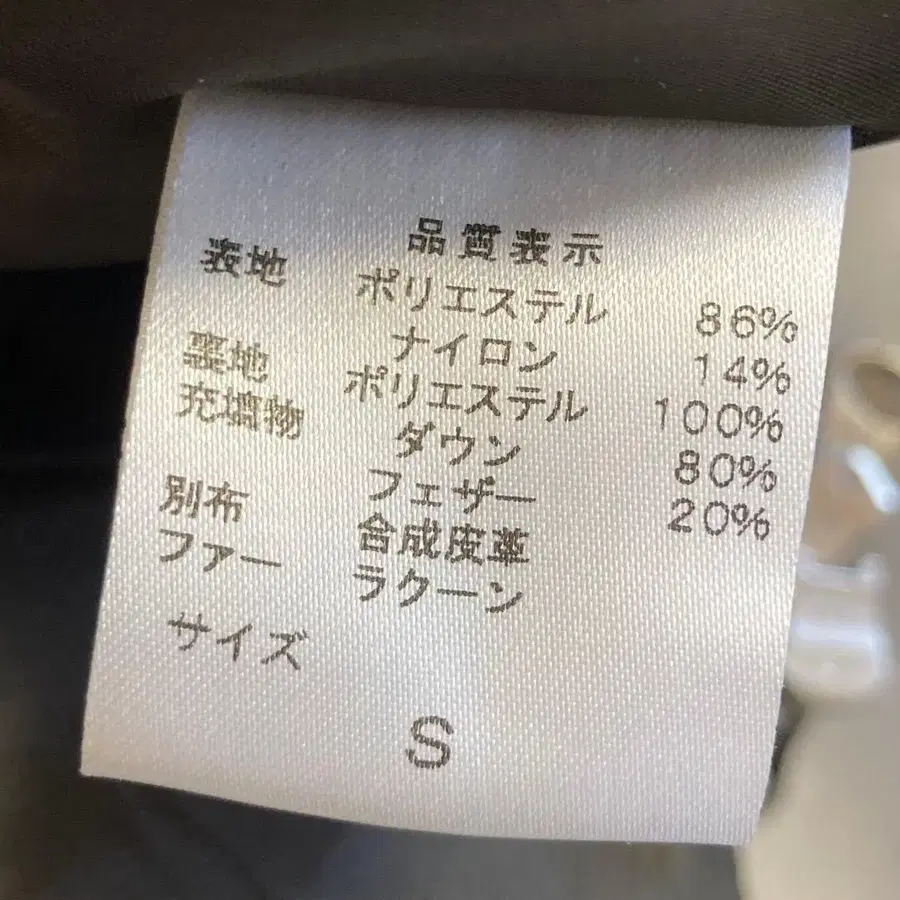 品質表示
表地 ポリエステル 86%
ナイロン 14%
裏地 ポリエステル 100%
充填物 ダウン 80%
フェザー 20%
別布 合成皮革
ファー ラクーン
サイズ
S